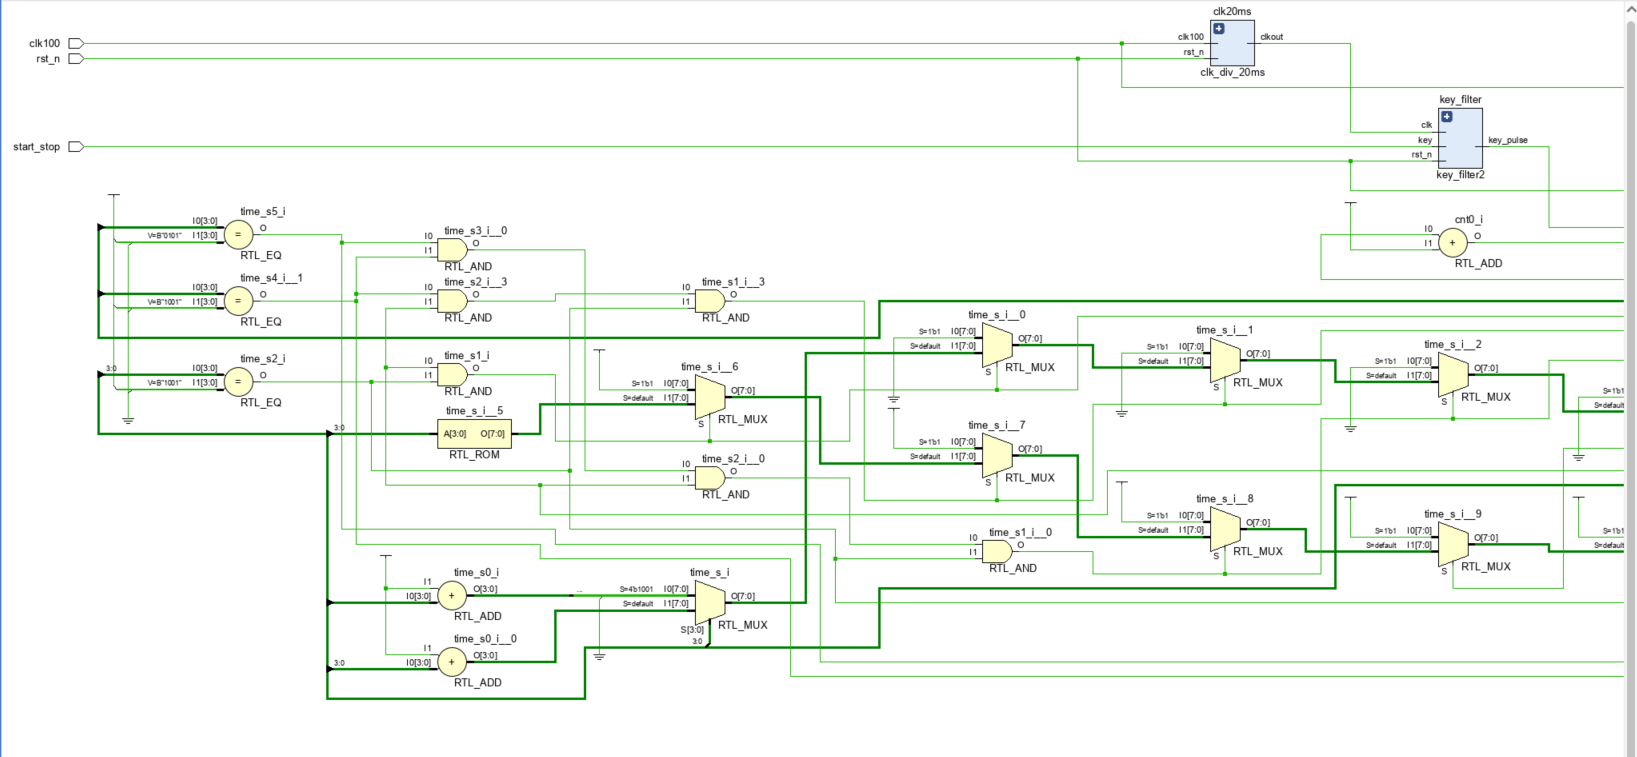 clk20ms
clk100
clk100
clkout
rst_n
rst_n
clk_div_20ms
key_filter
clk
start_stop
key
key_pulse
rst_n
key_filter2
time_s5_i
I0[3:0]
V=B"0101"
I1[3:0]
=
O
RTL_EQ
time_s3_i__0
I0
I1
O
RTL_AND
cnt0_i
I0
I1
+
O
RTL_ADD
time_s4_i__1
I0[3:0]
V=B"1001"
I1[3:0]
=
O
RTL_EQ
time_s2_i__3
I0
I1
O
RTL_AND
time_s1_i__3
I0
I1
O
RTL_AND
time_s_i__0
S=1'b1
I0[7:0]
S=default
I1[7:0]
O[7:0]
S
RTL_MUX
time_s_i__1
S=1'b1
I0[7:0]
S=default
I1[7:0]
O[7:0]
S
RTL_MUX
time_s_i__2
S=1'b1
I0[7:0]
S=default
I1[7:0]
O[7:0]
S
RTL_MUX
S=1'b1
S=default
time_s2_i
3:0
I0[3:0]
V=B"1001"
I1[3:0]
=
O
RTL_EQ
time_s1_i
I0
I1
O
RTL_AND
time_s_i__6
S=1'b1
I0[7:0]
S=default
I1[7:0]
O[7:0]
S
RTL_MUX
time_s_i__5
3:0
A[3:0]
O[7:0]
RTL_ROM
time_s_i__7
S=1'b1
I0[7:0]
S=default
I1[7:0]
O[7:0]
S
RTL_MUX
time_s2_i__0
I0
I1
O
RTL_AND
time_s_i__8
S=1'b1
I0[7:0]
S=default
I1[7:0]
O[7:0]
S
RTL_MUX
time_s_i__9
S=1'b1
I0[7:0]
S=default
I1[7:0]
O[7:0]
S
RTL_MUX
S=1'b1
S=default
time_s1_i__0
I0
I1
O
RTL_AND
time_s0_i
I1
I0[3:0]
+
O[3:0]
RTL_ADD
time_s_i
...
S=4'b1001
I0[7:0]
S=default
I1[7:0]
O[7:0]
S[3:0]
3:0
RTL_MUX
time_s0_i__0
I1
3:0
I0[3:0]
+
O[3:0]
RTL_ADD